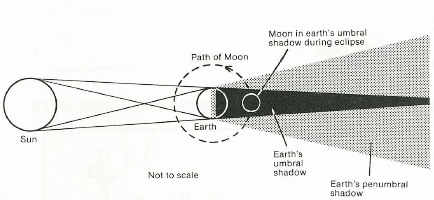 Moon in earth's umbral
shadow during eclipse
Path of Moon
Sun
Earth
Not to scale
Earth's
umbral
shadow
Earth's penumbral
shadow